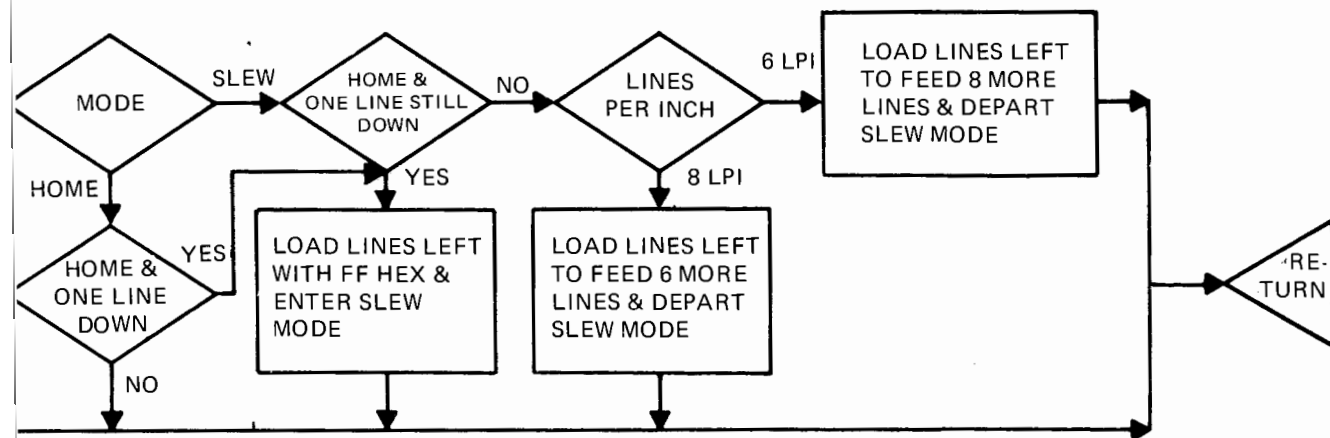 MODE
SLEW
HOME &
ONE LINE STILL
DOWN
NO
LINES
PER INCH
6 LPI
LOAD LINES LEFT
TO FEED 8 MORE
LINES & DEPART
SLEW MODE
HOME
YES
8 LPI
HOME &
ONE LINE
DOWN
YES
LOAD LINES LEFT
WITH FF HEX &
ENTER SLEW
MODE
LOAD LINES LEFT
TO FEED 6 MORE
LINES & DEPART
SLEW MODE
"RE-
TURN
NO